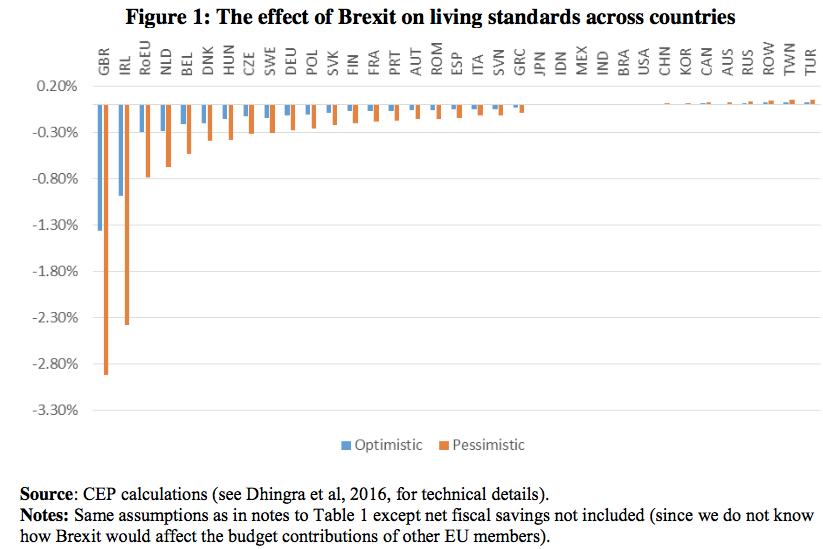 Figure 1: The effect of Brexit on living standards across countries
GBR
IRL
RoEU
NLD
BEL
DNK
HUN
CZE
SWE
DEU
POL
SVK
FIN
FRA
PRT
AUT
ROM
ESP
ITA
SVN
GRC
JPN
IDN
MEX
IND
BRA
USA
CHN
KOR
CAN
AUS
RUS
ROW
TWN
TUR
0.20%
-0.30%
-0.80%
-1.30%
-1.80%
-2.30%
-2.80%
-3.30%
Optimistic Pessimistic
Source: CEP calculations (see Dhingra et al, 2016, for technical details).
Notes: Same assumptions as in notes to Table 1 except net fiscal savings not included (since we do not know
how Brexit would affect the budget contributions of other EU members).